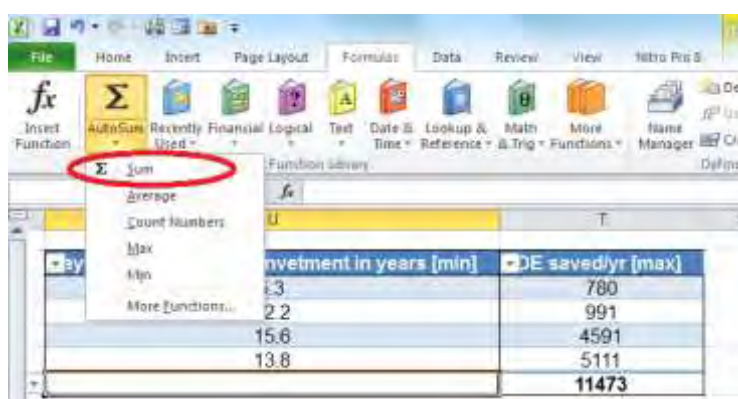 File Home Insert Page Layout Formulas Data Review View Nitro Pro 8
fx Σ A θ
Insert Function AutoSum Recently Used Financial Logical Text Date & Time Lookup & Reference Math & Trig More Functions Name Manager
Σ Sum
Function Library
Average
fx
Count Numbers
U T
Max
Min
nvetment in years [min] OE saved/yr [max]
More Functions...
.3 780
2.2 991
15.6 4591
13.8 5111
11473